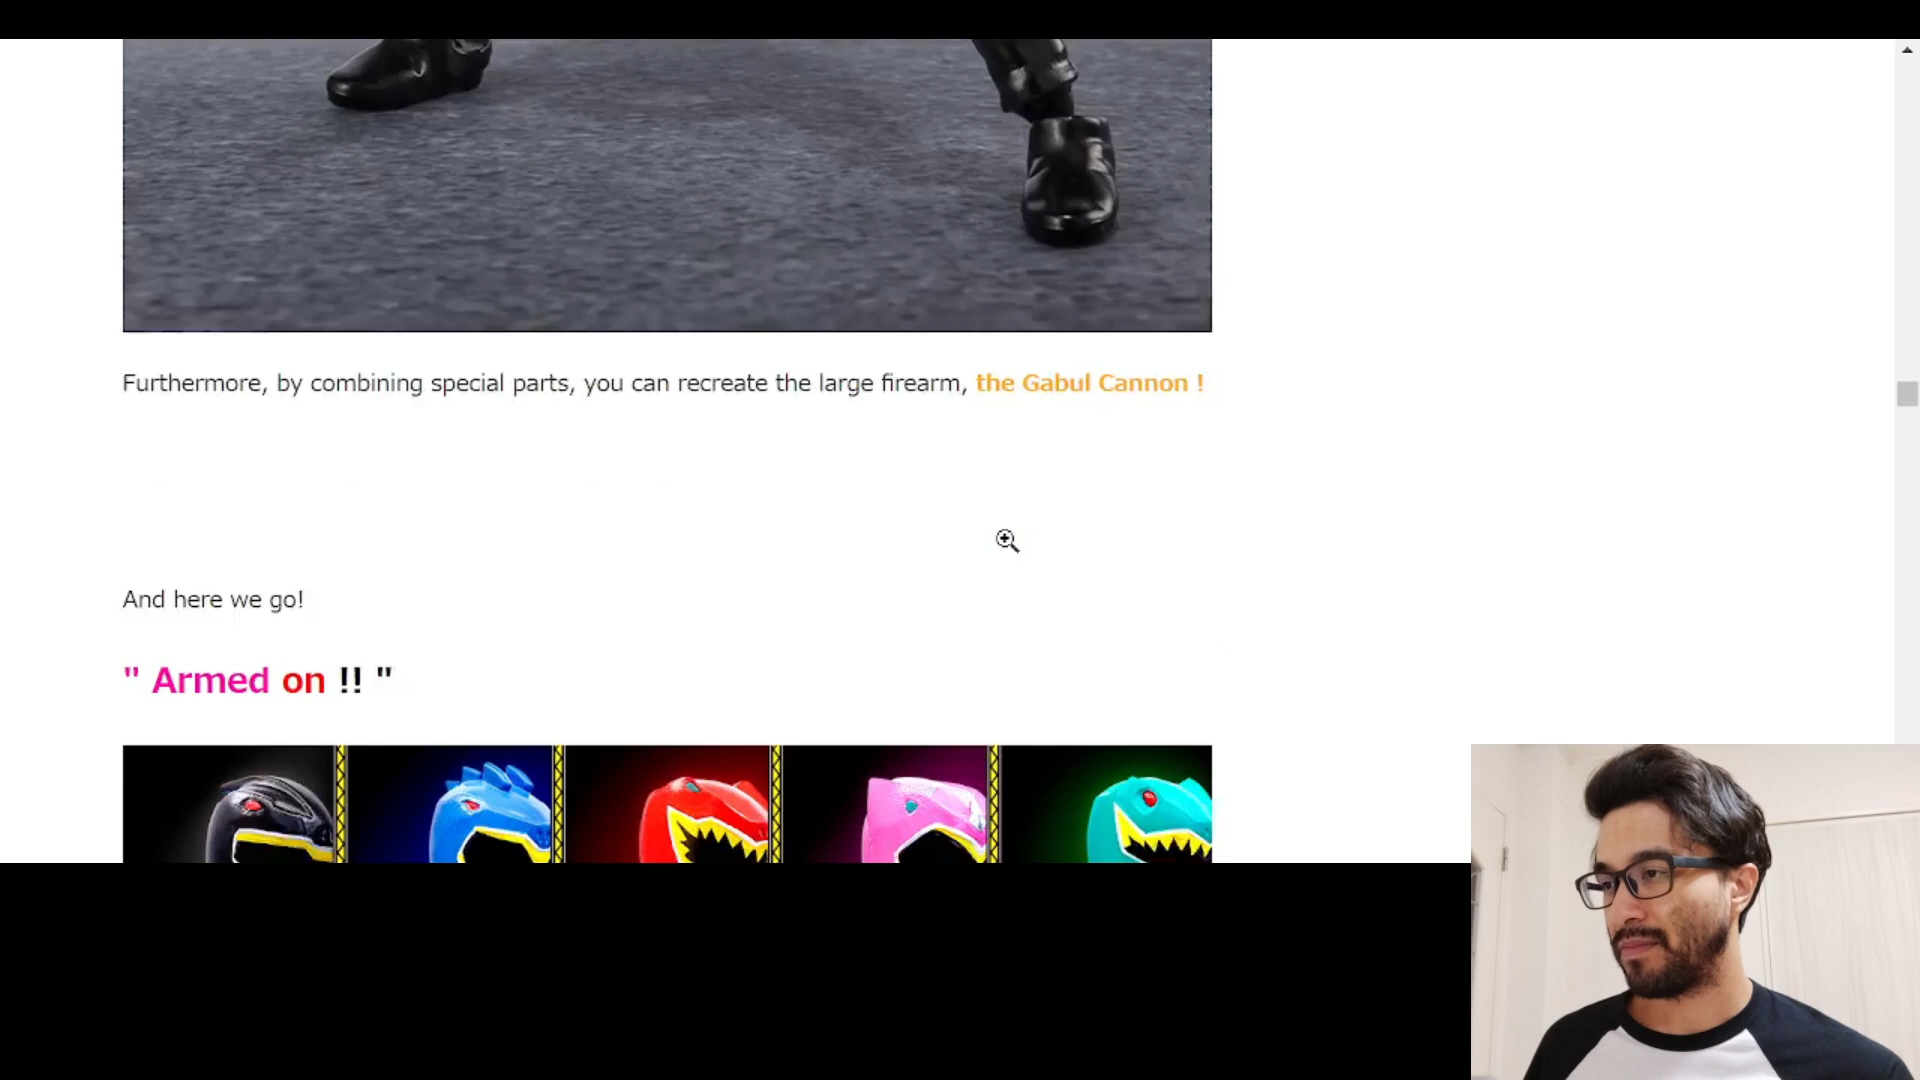 Furthermore, by combining special parts, you can recreate the large firearm, the Gabul Cannon !
And here we go!
" Armed on !! "